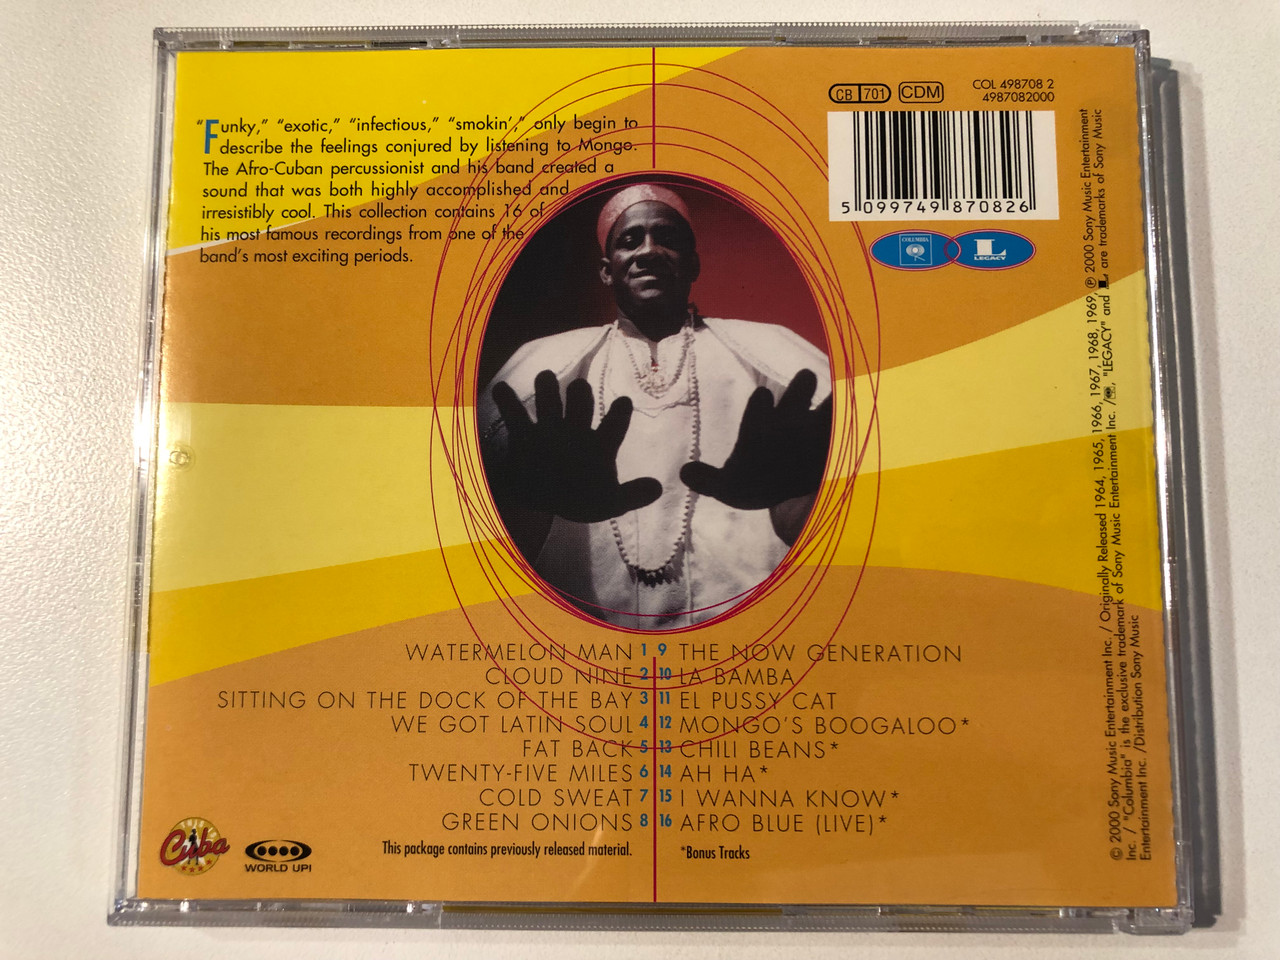 "Funky," "exotic," "infectious," "smokin'," only begin to
describe the feelings conjured by listening to Mongo.
The Afro-Cuban percussionist and his band created a
sound that was both highly accomplished and
irresistibly cool. This collection contains 16 of
his most famous recordings from one of the
band's most exciting periods.
CB 701 CDM
COL 498708 2
4987082000
5 099749 870826
COLUMBIA
L
LEGACY
WATERMELON MAN 1
CLOUD NINE 2
SITTING ON THE DOCK OF THE BAY 3
WE GOT LATIN SOUL 4
FAT BACK 5
TWENTY-FIVE MILES 6
COLD SWEAT 7
GREEN ONIONS 8
9 THE NOW GENERATION
10 LA BAMBA
11 EL PUSSY CAT
12 MONGO'S BOOGALOO*
13 CHILI BEANS*
14 AH HA*
15 I WANNA KNOW*
16 AFRO BLUE (LIVE)*
This package contains previously released material.
*Bonus Tracks
Cuba
WORLD UP!
© 2000 Sony Music Entertainment Inc. / Originally Released 1964, 1965, 1966, 1967, 1968, 1969, ℗ 2000 Sony Music Entertainment
Inc. / "Columbia" is the exclusive trademark of Sony Music Entertainment Inc. / , "LEGACY" and L are trademarks of Sony Music
Entertainment Inc. /Distribution Sony Music